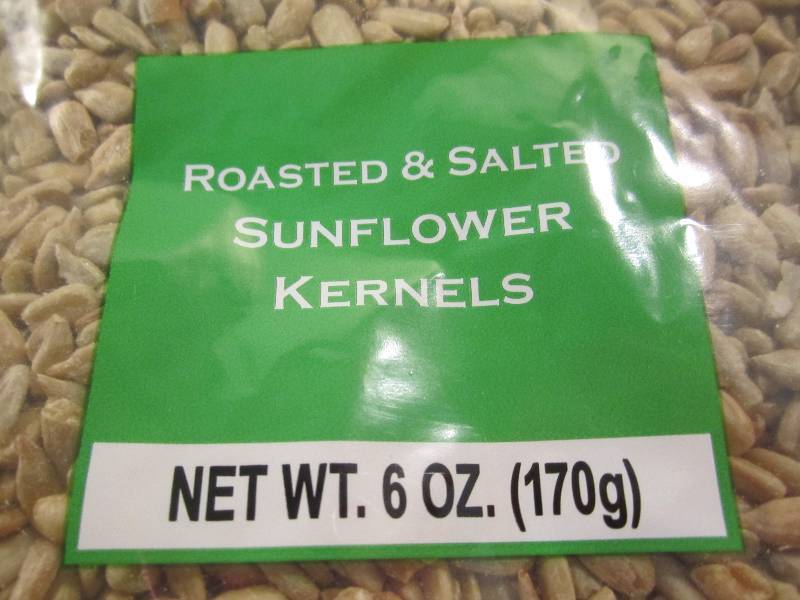 ROASTED & SALTED
SUNFLOWER
KERNELS
NET WT. 6 OZ. (170g)